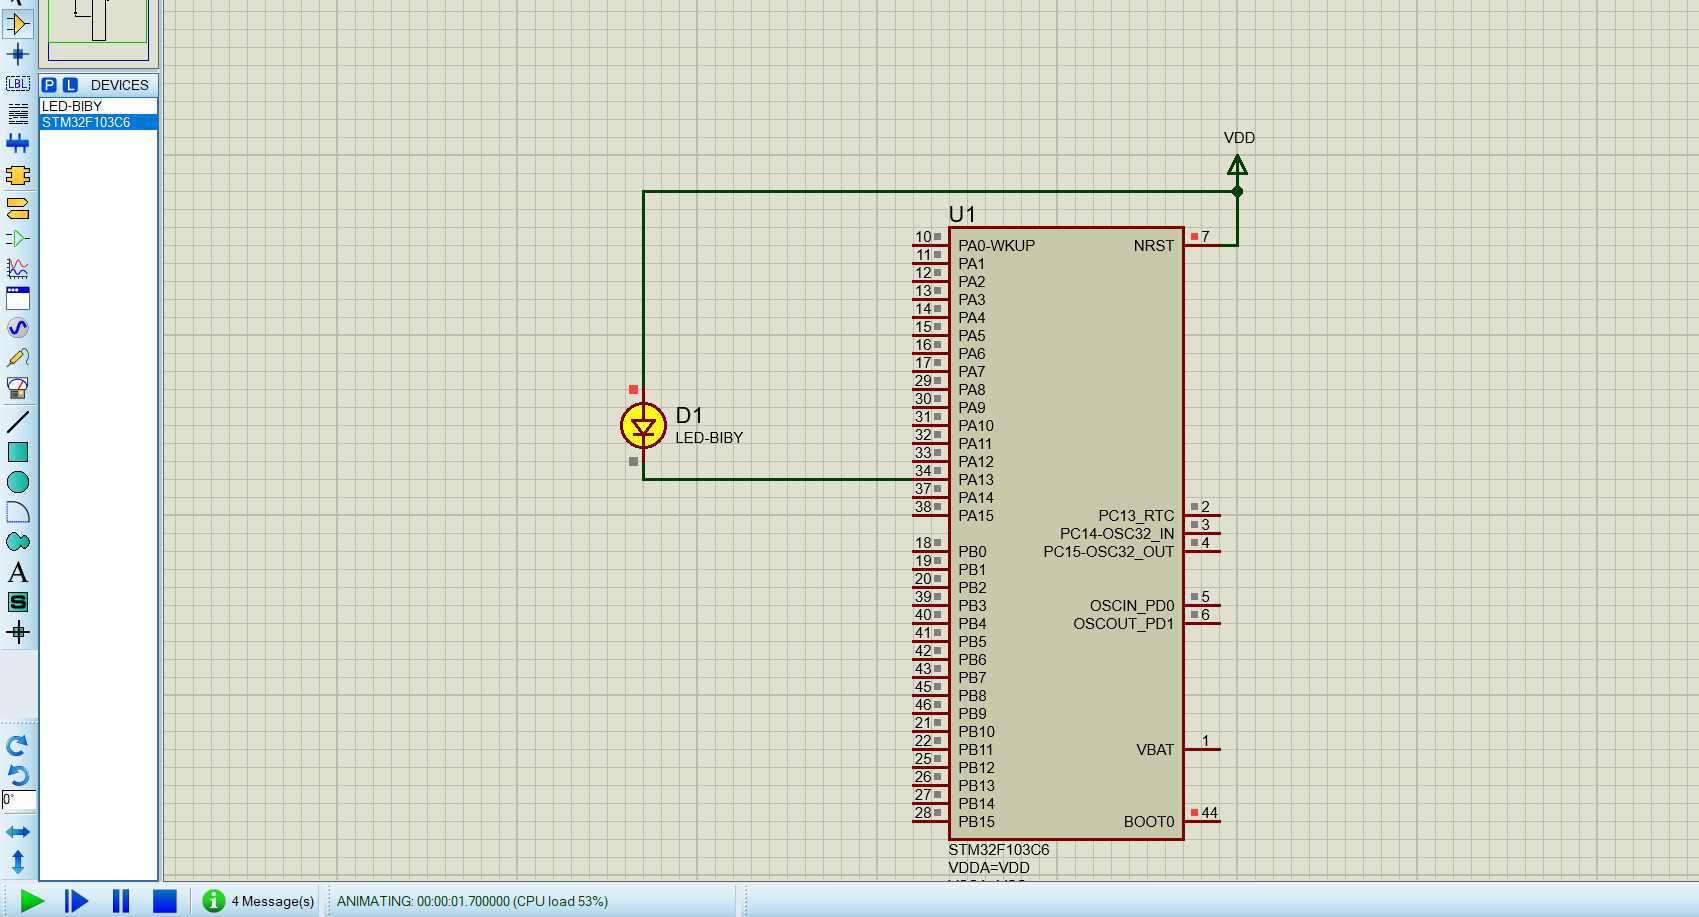 LBL
P L DEVICES
LED-BIBY
STM32F103C6
A
S
0°
VDD
U1
10 PA0-WKUP
11 PA1
12 PA2
13 PA3
14 PA4
15 PA5
16 PA6
17 PA7
29 PA8
30 PA9
31 PA10
32 PA11
33 PA12
34 PA13
37 PA14
38 PA15
18 PB0
19 PB1
20 PB2
39 PB3
40 PB4
41 PB5
42 PB6
43 PB7
45 PB8
46 PB9
21 PB10
22 PB11
25 PB12
26 PB13
27 PB14
28 PB15
NRST 7
PC13_RTC 2
PC14-OSC32_IN 3
PC15-OSC32_OUT 4
OSCIN_PD0 5
OSCOUT_PD1 6
VBAT 1
BOOT0 44
D1
LED-BIBY
STM32F103C6
VDDA=VDD
4 Message(s)
ANIMATING: 00:00:01.700000 (CPU load 53%)